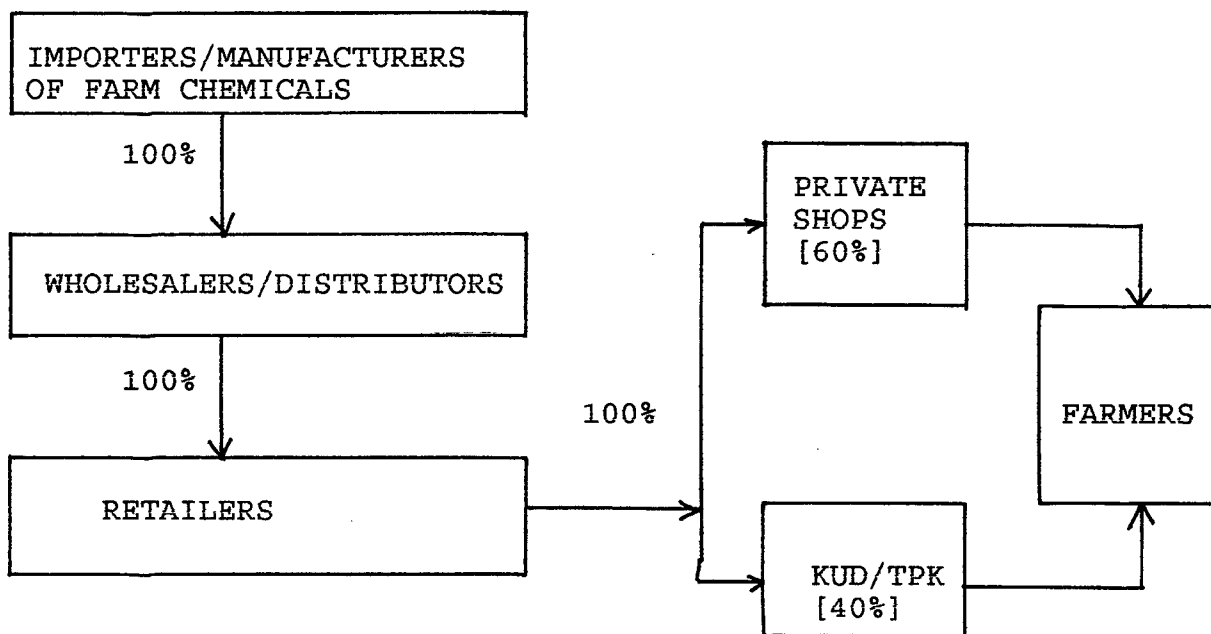 IMPORTERS/MANUFACTURERS
OF FARM CHEMICALS
100%
WHOLESALERS/DISTRIBUTORS
100%
RETAILERS
100%
PRIVATE
SHOPS
[60%]
KUD/TPK
[40%]
FARMERS